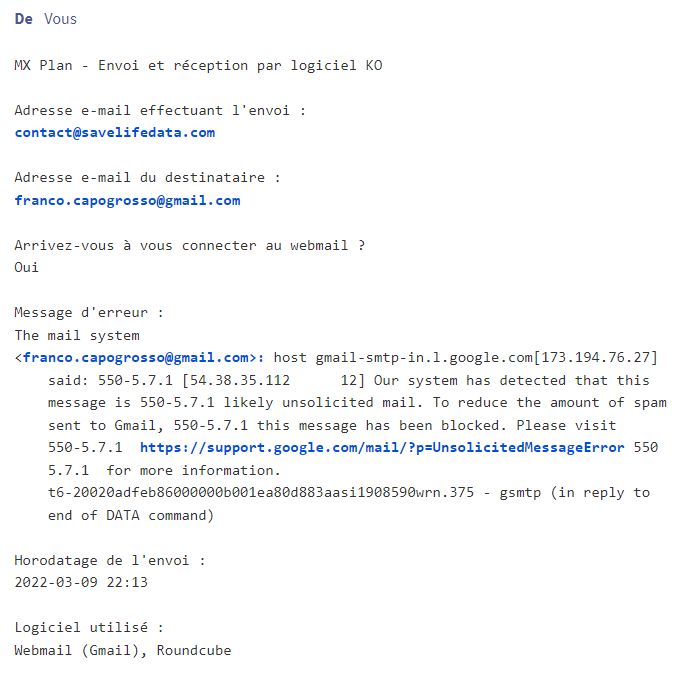 De Vous
MX Plan - Envoi et réception par logiciel KO
Adresse e-mail effectuant l'envoi :
contact@savelifedata.com
Adresse e-mail du destinataire :
franco.capogrosso@gmail.com
Arrivez-vous à vous connecter au webmail ?
Oui
Message d'erreur :
The mail system
<franco.capogrosso@gmail.com>: host gmail-smtp-in.l.google.com[173.194.76.27]
said: 550-5.7.1 [54.38.35.112      12] Our system has detected that this
message is 550-5.7.1 likely unsolicited mail. To reduce the amount of spam
sent to Gmail, 550-5.7.1 this message has been blocked. Please visit
550-5.7.1  https://support.google.com/mail/?p=UnsolicitedMessageError 550
5.7.1  for more information.
t6-20020adfeb86000000b001ea80d883aasi1908590wrn.375 - gsmtp (in reply to
end of DATA command)
Horodatage de l'envoi :
2022-03-09 22:13
Logiciel utilisé :
Webmail (Gmail), Roundcube